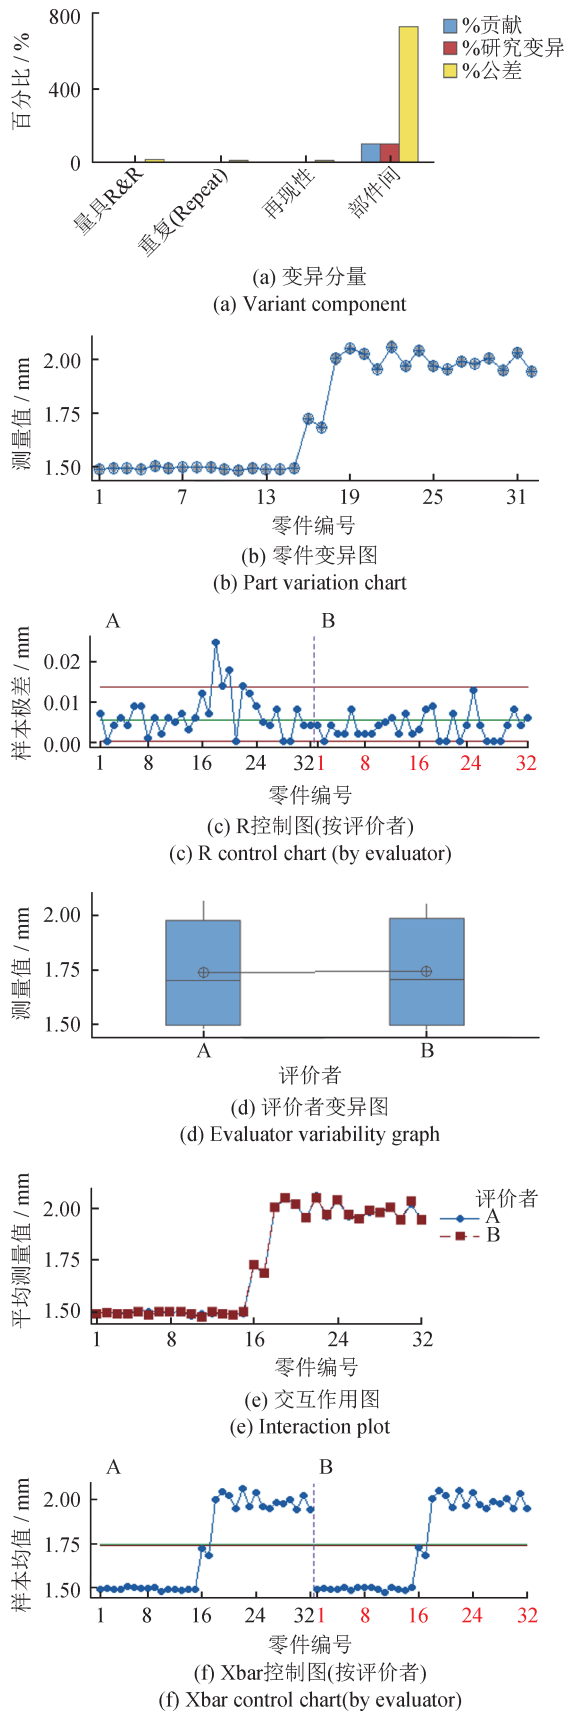 800
400
0
百分比 / %
%贡献
%研究变异
%公差
量具R&R
重复(Repeat)
再现性
部件间
(a) 变异分量
(a) Variant component
测量值 / mm
2.00
1.75
1.50
1 7 13 19 25 31
零件编号
(b) 零件变异图
(b) Part variation chart
A B
样本极差 / mm
0.02
0.01
0.00
1 8 16 24 32 1 8 16 24 32
零件编号
(c) R控制图(按评价者)
(c) R control chart (by evaluator)
测量值 / mm
2.00
1.75
1.50
A B
评价者
(d) 评价者变异图
(d) Evaluator variability graph
平均测量值 / mm
2.00
1.75
1.50
评价者
A
B
1 8 16 24 32
零件编号
(e) 交互作用图
(e) Interaction plot
A B
样本均值 / mm
2.00
1.75
1.50
1 8 16 24 32 1 8 16 24 32
零件编号
(f) Xbar控制图(按评价者)
(f) Xbar control chart(by evaluator)